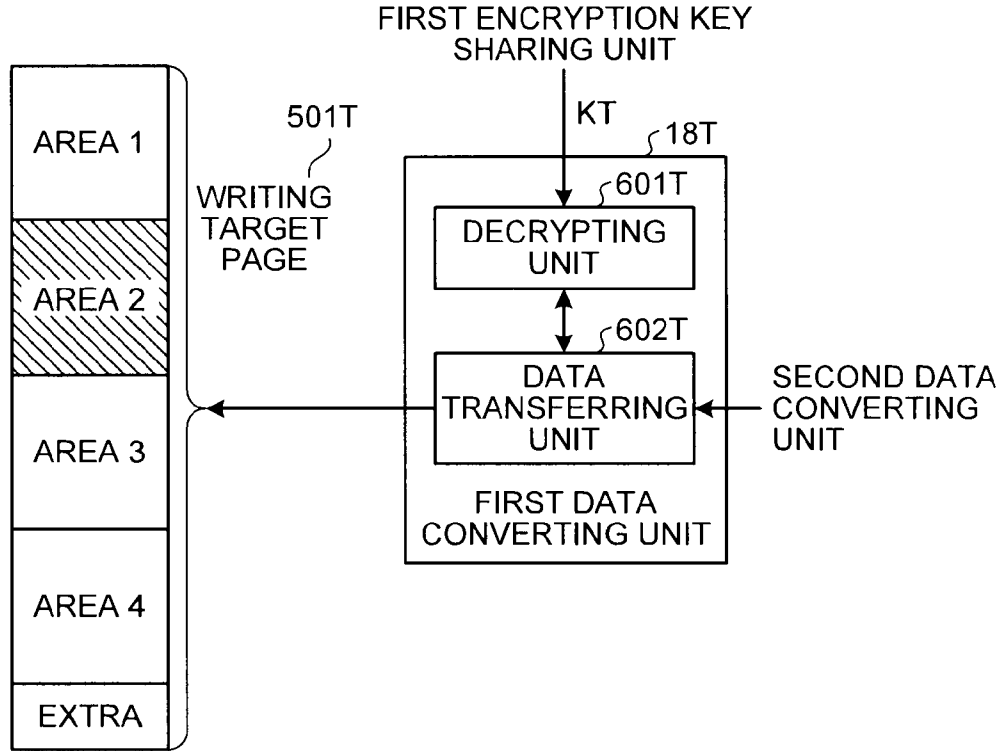 FIRST ENCRYPTION KEY
SHARING UNIT
KT
501T
18T
AREA 1
WRITING
TARGET
PAGE
601T
DECRYPTING
UNIT
AREA 2
602T
DATA
TRANSFERRING
UNIT
SECOND DATA
CONVERTING
UNIT
AREA 3
FIRST DATA
CONVERTING UNIT
AREA 4
EXTRA